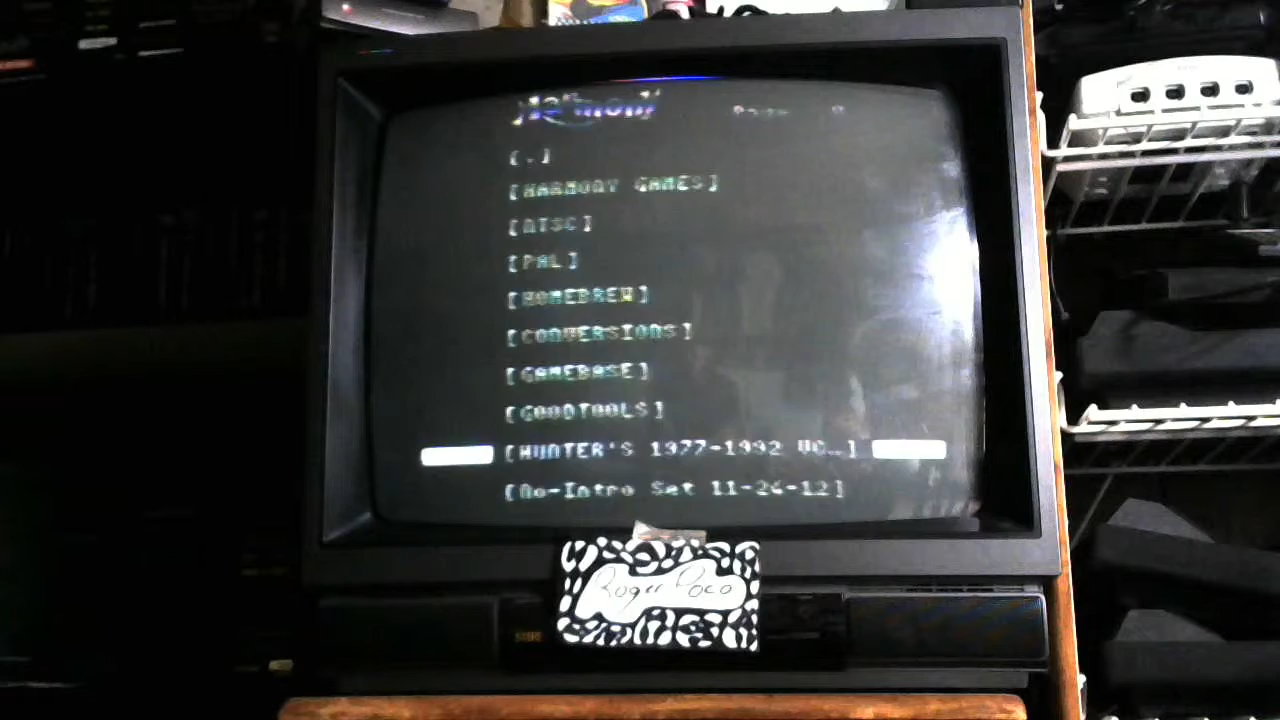 [.]
[HARMONY GAMES]
[NTSC]
[PAL]
[HOMEBREW]
[CONVERSIONS]
[GAMEBASE]
[GOODTOOLS]
[HUNTER'S 1977-1992 VC…]
[No-Intro Set 11-24-12]
Roger Poco